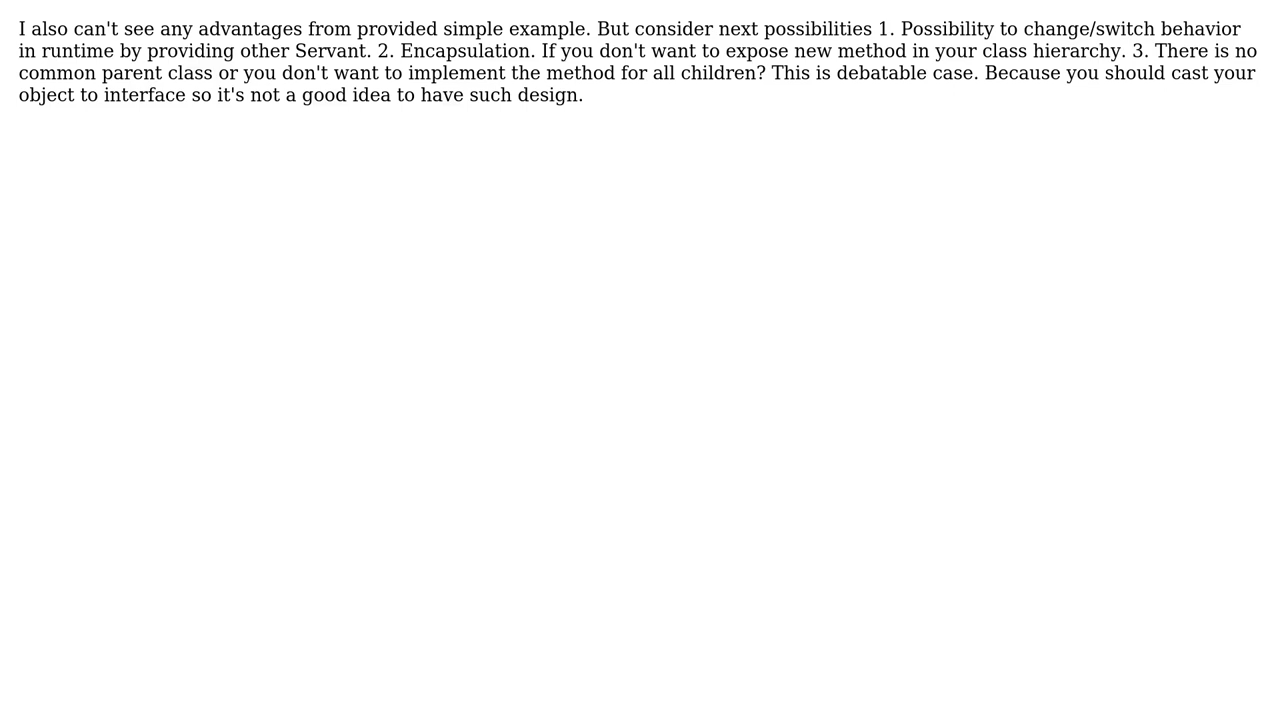 I also can't see any advantages from provided simple example. But consider next possibilities 1. Possibility to change/switch behavior
in runtime by providing other Servant. 2. Encapsulation. If you don't want to expose new method in your class hierarchy. 3. There is no
common parent class or you don't want to implement the method for all children? This is debatable case. Because you should cast your
object to interface so it's not a good idea to have such design.